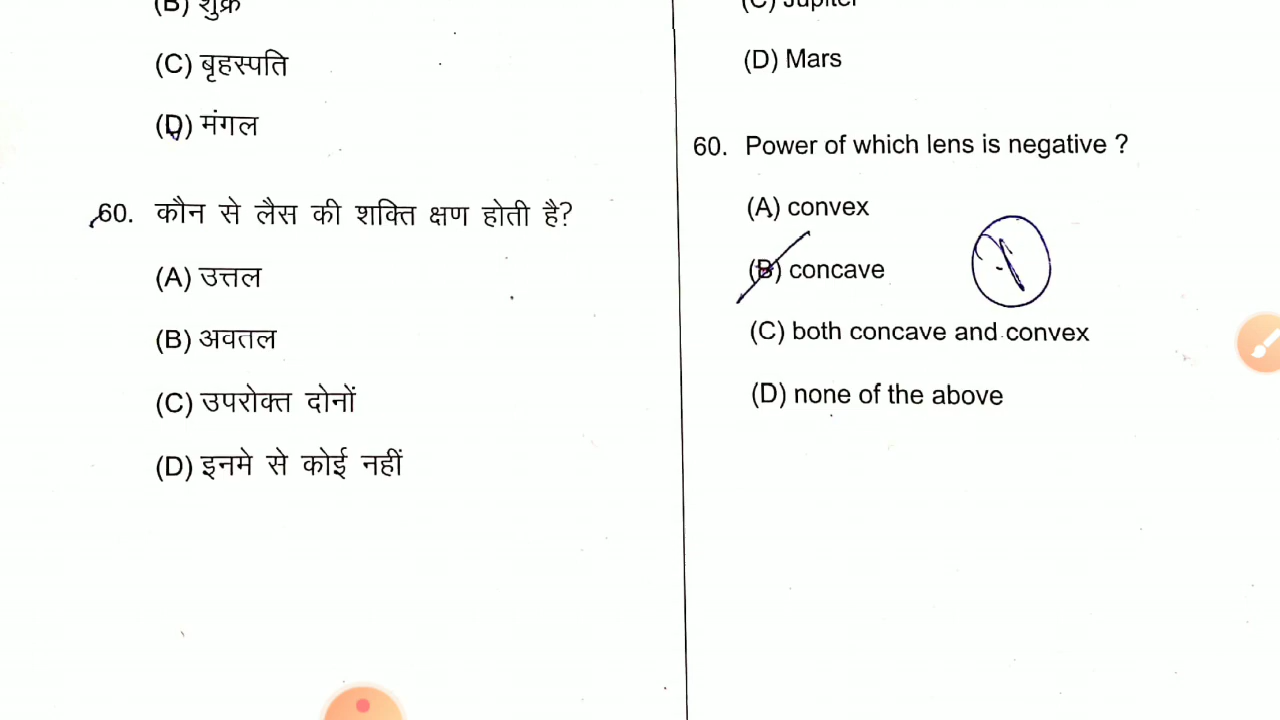 (B) शुक्र
(C) बृहस्पति
(D) मंगल
60. कौन से लैस की शक्ति क्षण होती है?
(A) उत्तल
(B) अवतल
(C) उपरोक्त दोनों
(D) इनमे से कोई नहीं
(C) Jupiter
(D) Mars
60. Power of which lens is negative ?
(A) convex
(B) concave
(C) both concave and convex
(D) none of the above